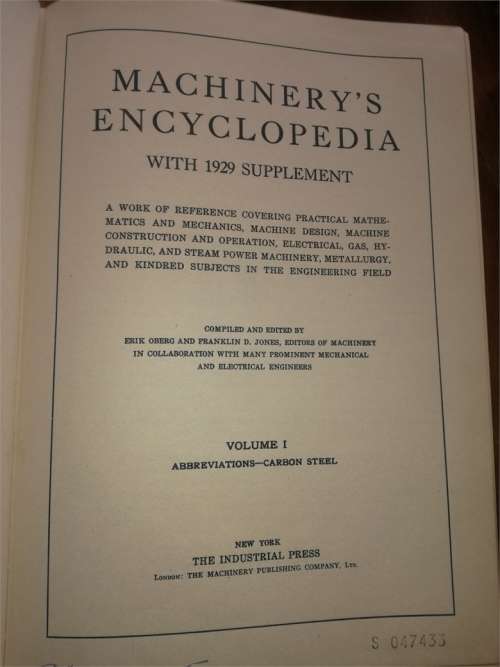 MACHINERY'S
ENCYCLOPEDIA
WITH 1929 SUPPLEMENT
A WORK OF REFERENCE COVERING PRACTICAL MATHE-
MATICS AND MECHANICS, MACHINE DESIGN, MACHINE
CONSTRUCTION AND OPERATION, ELECTRICAL, GAS, HY-
DRAULIC, AND STEAM POWER MACHINERY, METALLURGY,
AND KINDRED SUBJECTS IN THE ENGINEERING FIELD
COMPILED AND EDITED BY
ERIK OBERG AND FRANKLIN D. JONES, EDITORS OF MACHINERY
IN COLLABORATION WITH MANY PROMINENT MECHANICAL
AND ELECTRICAL ENGINEERS
VOLUME I
ABBREVIATIONS—CARBON STEEL
NEW YORK
THE INDUSTRIAL PRESS
LONDON: THE MACHINERY PUBLISHING COMPANY, LTD.
S 047433